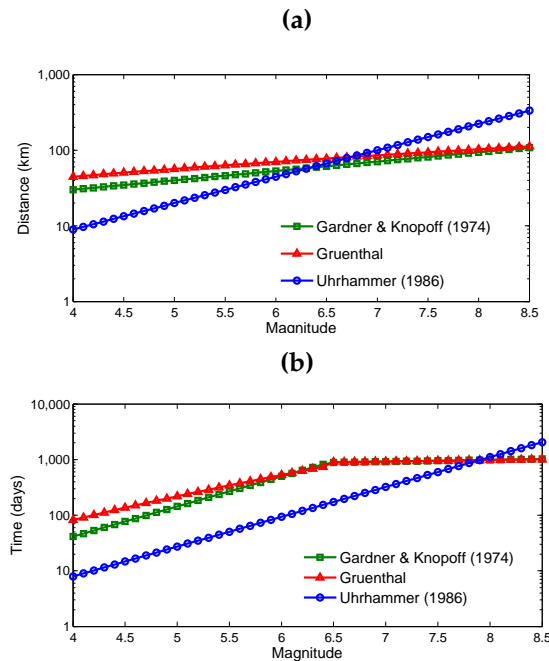 (a)
1,000
100
10
1
Distance (km)
Gardner & Knopoff (1974)
Gruenthal
Uhrhammer (1986)
4 4.5 5 5.5 6 6.5 7 7.5 8 8.5
Magnitude
(b)
10,000
1,000
100
10
1
Time (days)
Gardner & Knopoff (1974)
Gruenthal
Uhrhammer (1986)
4 4.5 5 5.5 6 6.5 7 7.5 8 8.5
Magnitude